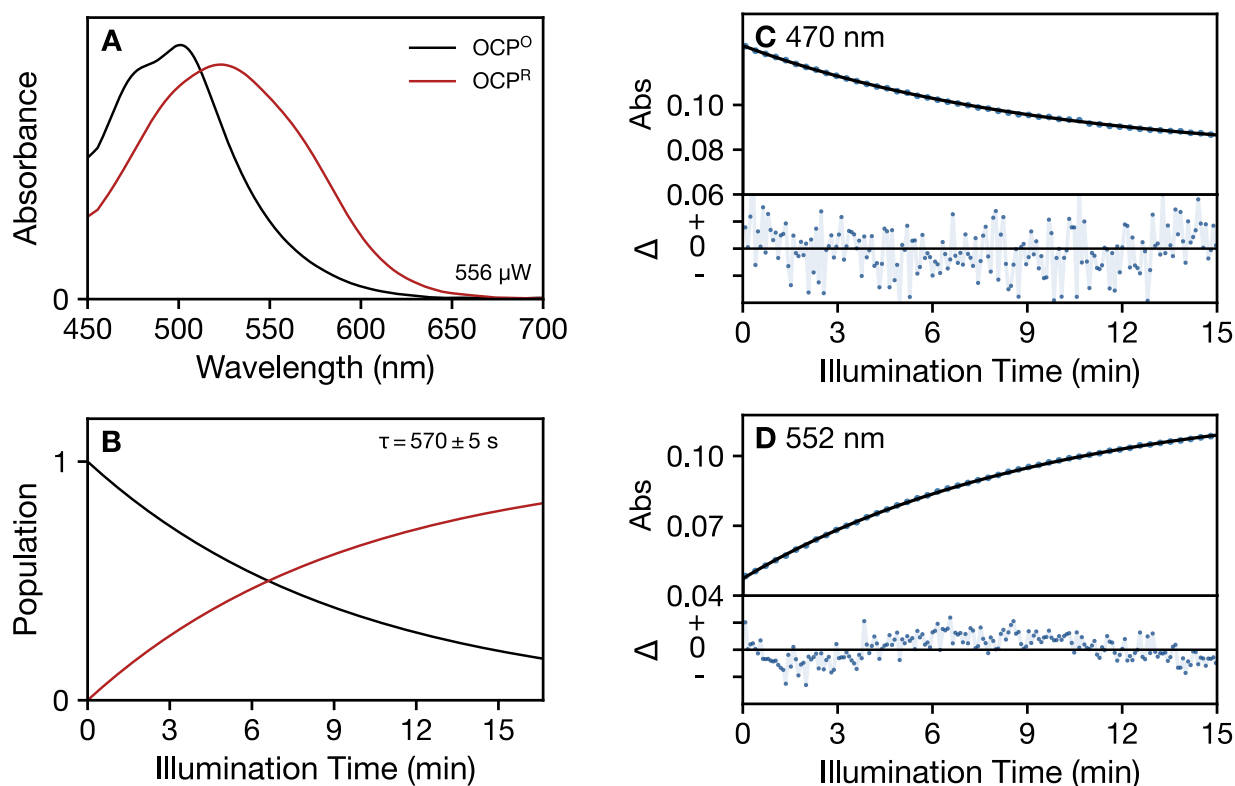 A
OCPᴼ
OCPᴿ
556 µW
Absorbance
0
450 500 550 600 650 700
Wavelength (nm)
B
τ = 570 ± 5 s
1
Population
0
0 3 6 9 12 15
Illumination Time (min)
C 470 nm
Abs
0.10
0.08
0.06
Δ
+
0
-
0 3 6 9 12 15
Illumination Time (min)
D 552 nm
Abs
0.10
0.07
0.04
Δ
+
0
-
0 3 6 9 12 15
Illumination Time (min)